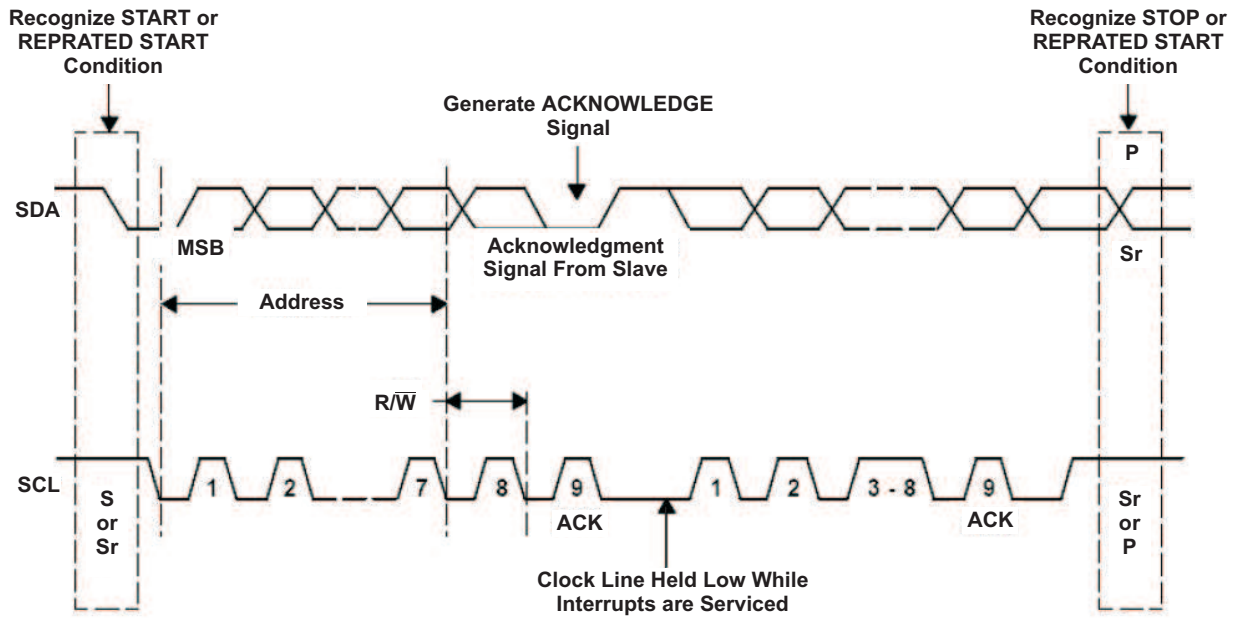 Recognize START or
REPRATED START
Condition
Recognize STOP or
REPRATED START
Condition
Generate ACKNOWLEDGE
Signal
P
SDA
MSB
Acknowledgment
Signal From Slave
Sr
Address
R/W̅
SCL
S
or
Sr
1
2
7
8
9
ACK
1
2
3 - 8
9
ACK
Sr
or
P
Clock Line Held Low While
Interrupts are Serviced